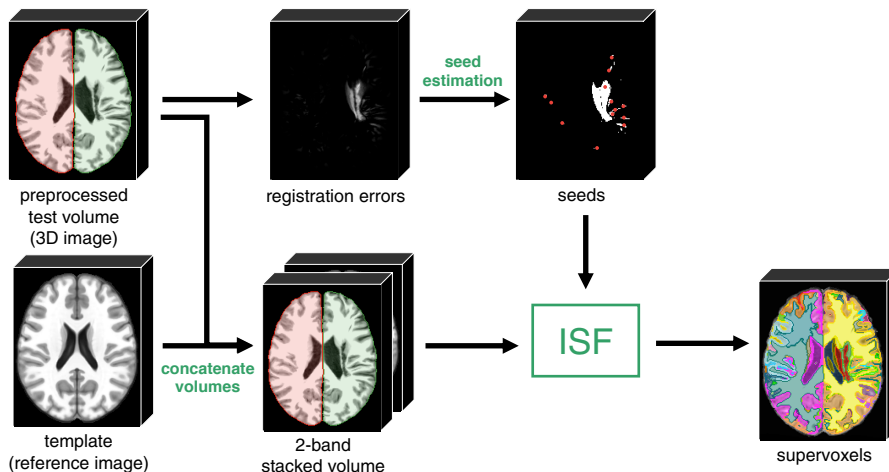 seed
estimation
preprocessed
test volume
(3D image)
registration errors
seeds
concatenate
volumes
ISF
template
(reference image)
2-band
stacked volume
supervoxels